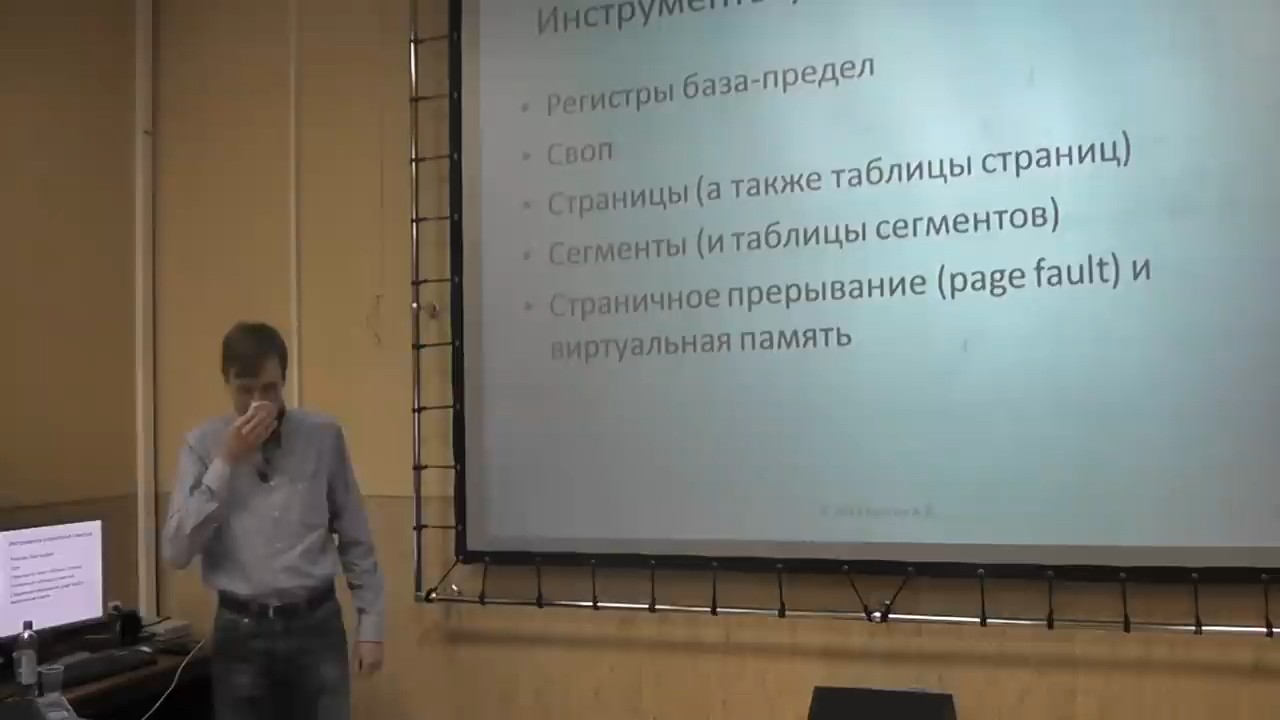 • Регистры база-предел
• Своп
• Страницы (а также таблицы страниц)
• Сегменты (и таблицы сегментов)
• Страничное прерывание (page fault) и
виртуальная память